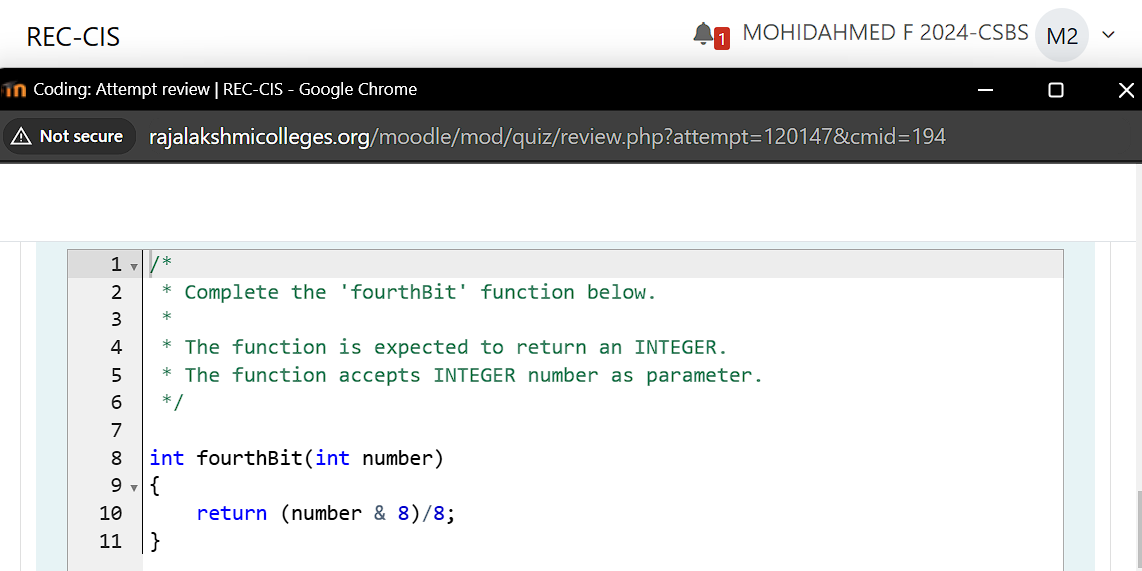 REC-CIS
1 MOHIDAHMED F 2024-CSBS M2
Coding: Attempt review | REC-CIS - Google Chrome
Not secure rajalakshmicolleges.org/moodle/mod/quiz/review.php?attempt=120147&cmid=194
1 /*
2 * Complete the 'fourthBit' function below.
3 *
4 * The function is expected to return an INTEGER.
5 * The function accepts INTEGER number as parameter.
6 */
7
8 int fourthBit(int number)
9 {
10 return (number & 8)/8;
11 }